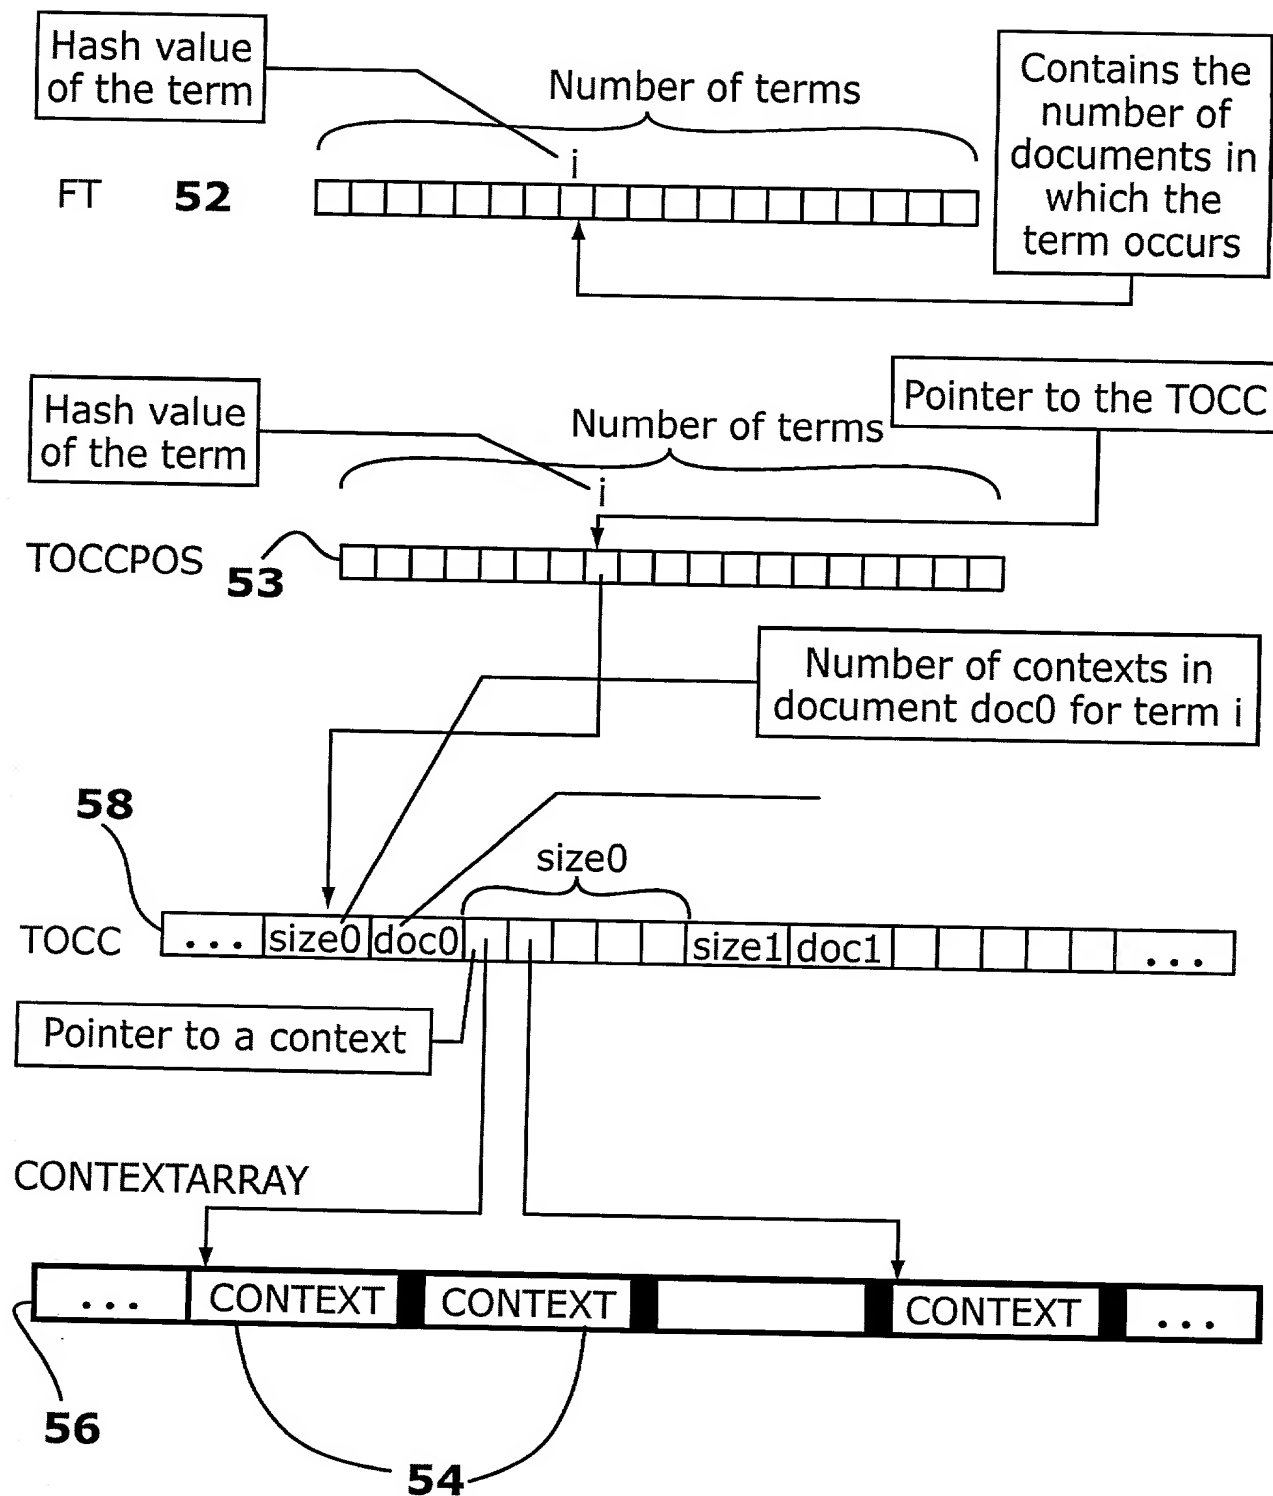 Hash value
of the term
Number of terms
Contains the
number of
documents in
which the
term occurs
i
FT 52
Hash value
of the term
Number of terms
Pointer to the TOCC
i
TOCCPOS 53
Number of contexts in
document doc0 for term i
58
size0
TOCC ... size0 doc0 size1 doc1 ...
Pointer to a context
CONTEXTARRAY
... CONTEXT CONTEXT CONTEXT ...
56
54